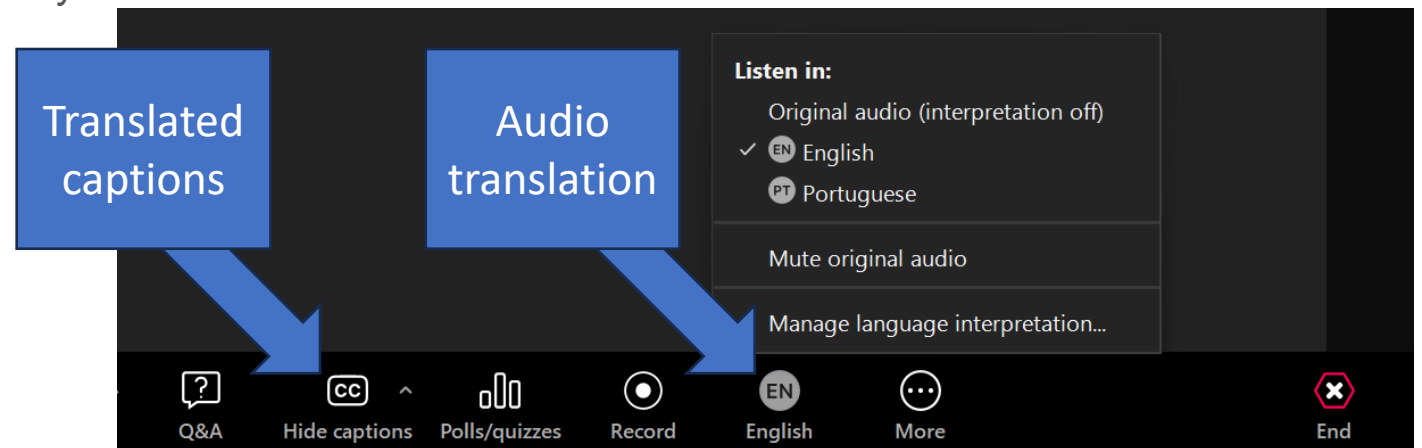 Translated
captions
Audio
translation
Listen in:
Original audio (interpretation off)
EN English
PT Portuguese
Mute original audio
Manage language interpretation...
? CC EN
Q&A Hide captions Polls/quizzes Record English More End